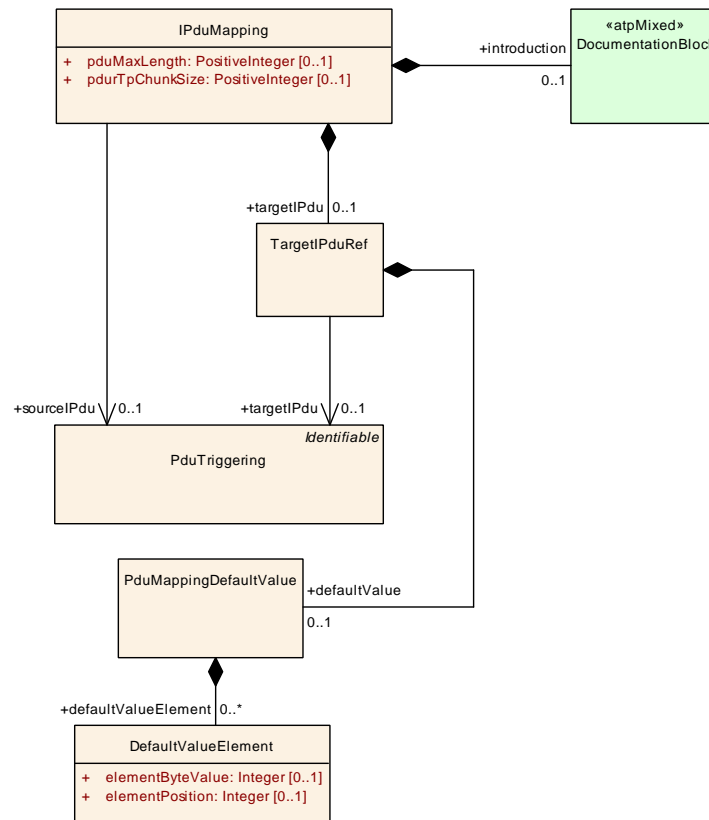 IPduMapping
+ pduMaxLength: PositiveInteger [0..1]
+ pdurTpChunkSize: PositiveInteger [0..1]
«atpMixed»
DocumentationBlock
+introduction
0..1
+targetIPdu 0..1
TargetIPduRef
+sourceIPdu 0..1
+targetIPdu 0..1
Identifiable
PduTriggering
PduMappingDefaultValue
+defaultValue
0..1
+defaultValueElement 0..*
DefaultValueElement
+ elementByteValue: Integer [0..1]
+ elementPosition: Integer [0..1]